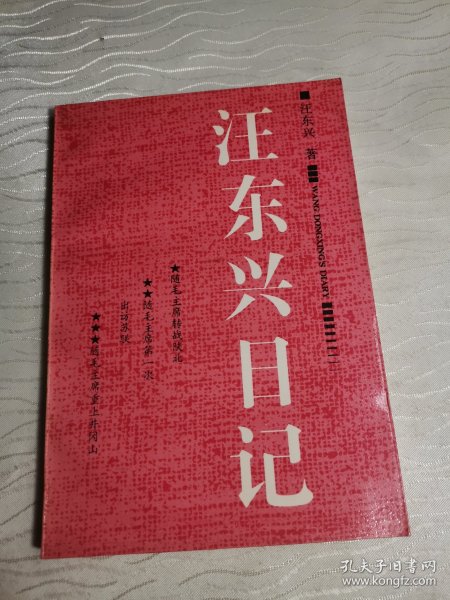 ■汪东兴 著
WANG DONGXING'S DIARY
汪东兴日记
★随毛主席转战陕北
★★随毛主席第一次
出访苏联
★★★随毛主席重上井冈山
孔夫子旧书网
www.kongfz.com